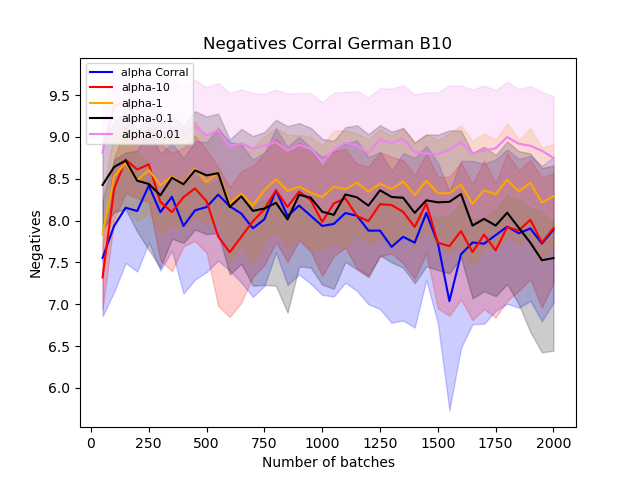 Negatives Corral German B10
alpha Corral
alpha-10
alpha-1
alpha-0.1
alpha-0.01
9.5
9.0
8.5
8.0
7.5
7.0
6.5
6.0
Negatives
0 250 500 750 1000 1250 1500 1750 2000
Number of batches